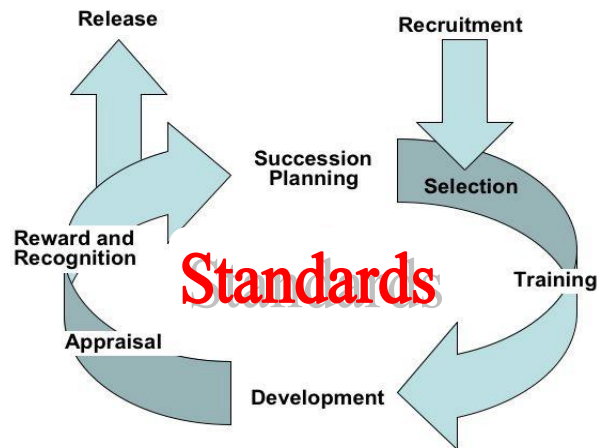 Release
Recruitment
Succession
Planning
Selection
Reward and
Recognition
Standards
Training
Appraisal
Development